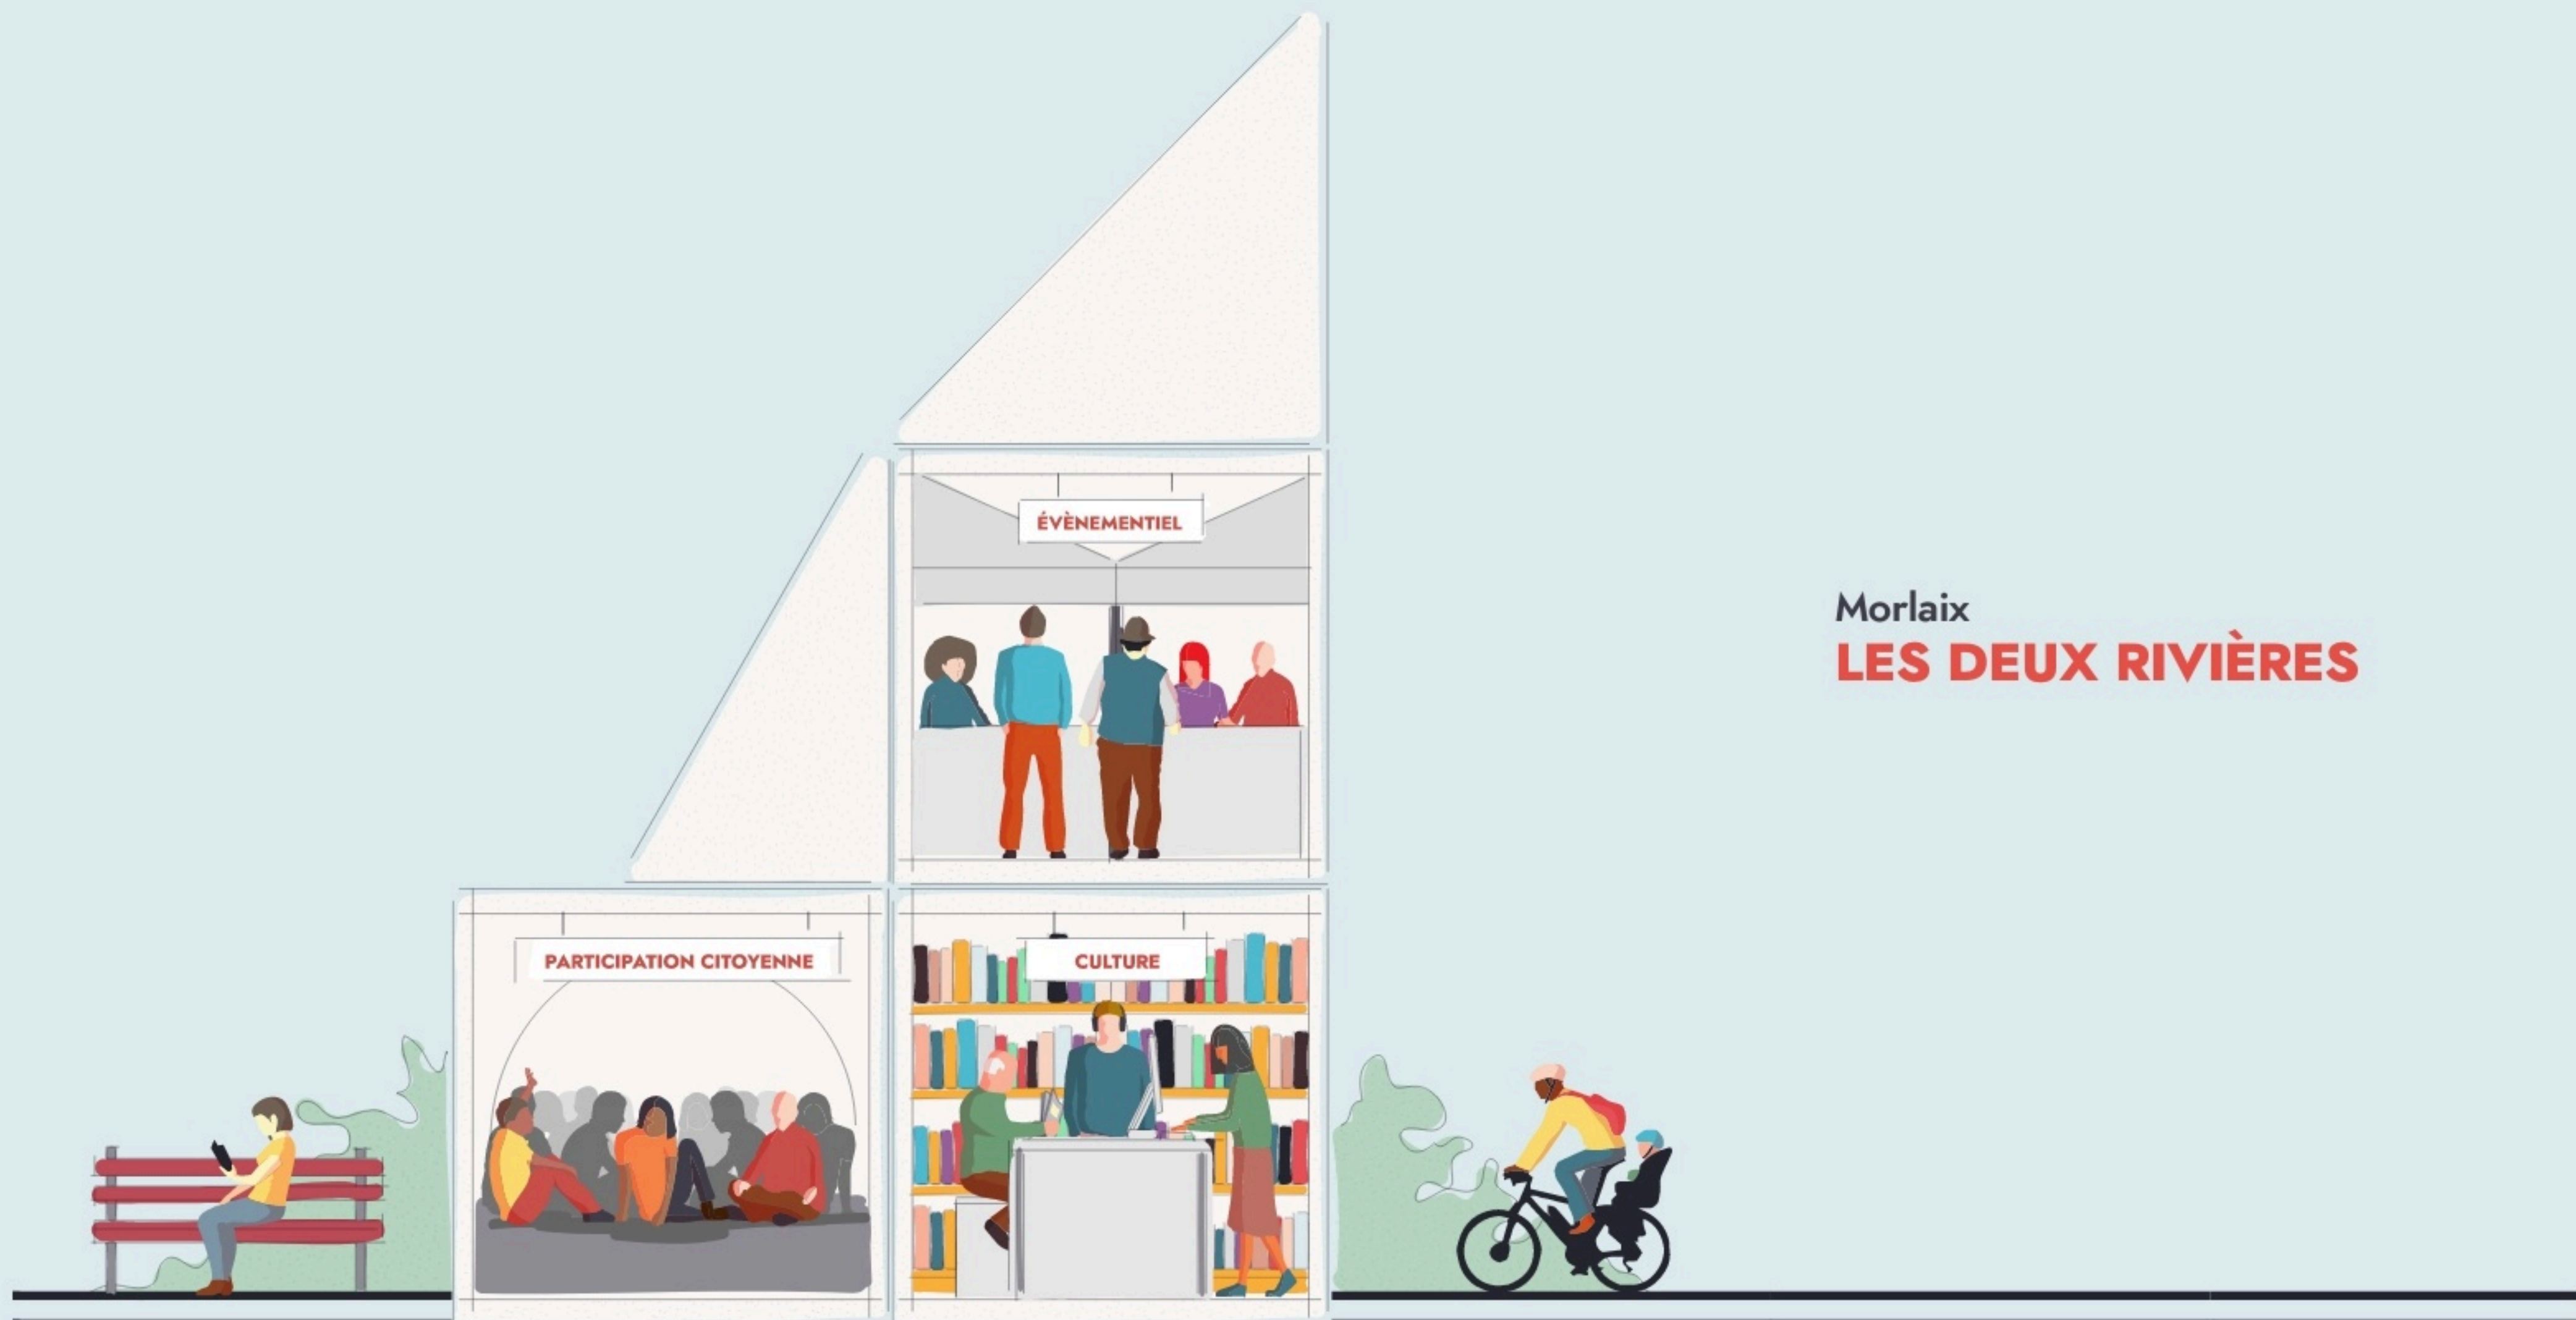 ÉVÈNEMENTIEL
Morlaix
LES DEUX RIVIÈRES
PARTICIPATION CITOYENNE
CULTURE